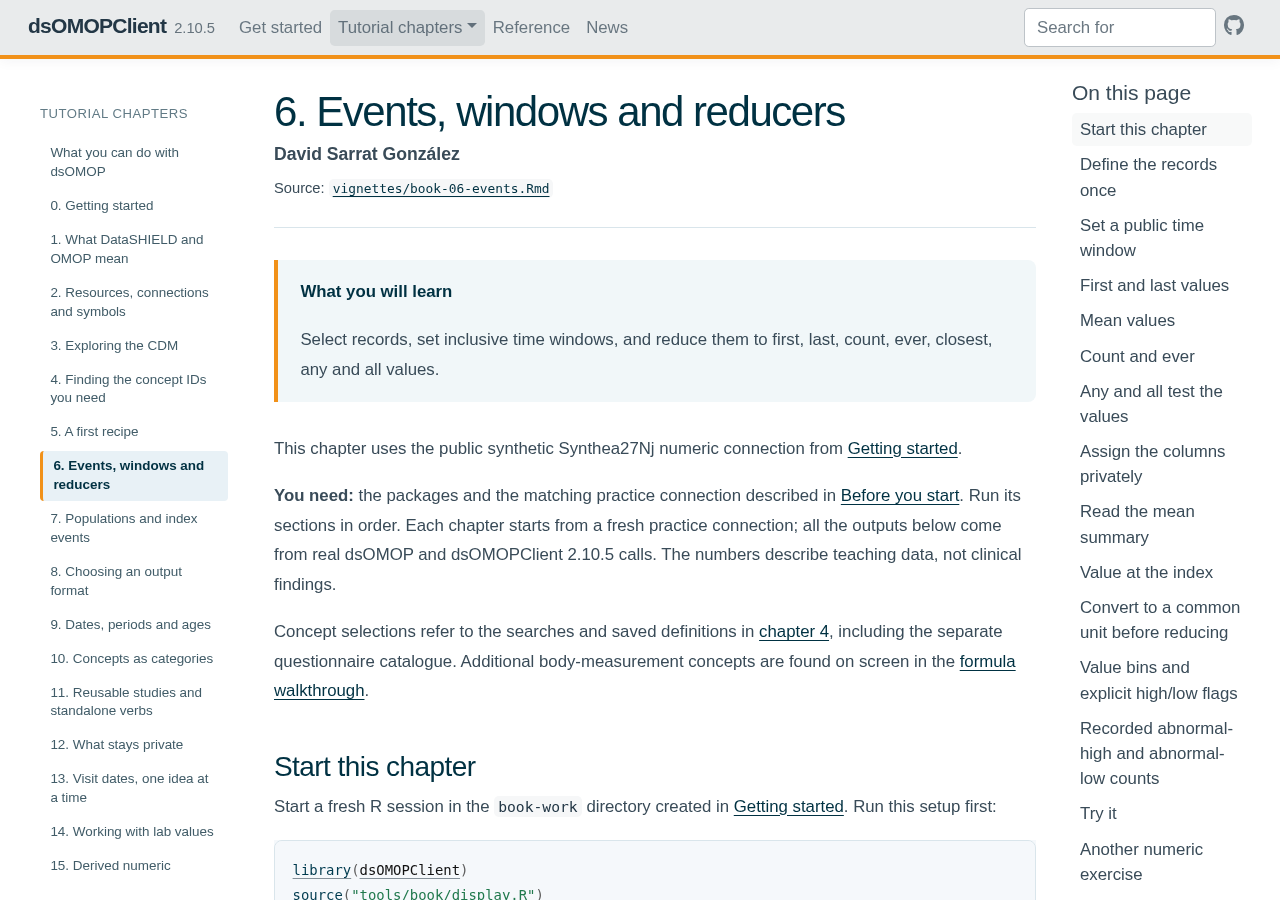 dsOMOPClient 2.10.5 Get started Tutorial chapters Reference News Search for
TUTORIAL CHAPTERS
What you can do with
dsOMOP
0. Getting started
1. What DataSHIELD and
OMOP mean
2. Resources, connections
and symbols
3. Exploring the CDM
4. Finding the concept IDs
you need
5. A first recipe
6. Events, windows and
reducers
7. Populations and index
events
8. Choosing an output
format
9. Dates, periods and ages
10. Concepts as categories
11. Reusable studies and
standalone verbs
12. What stays private
13. Visit dates, one idea at
a time
14. Working with lab values
15. Derived numeric
6. Events, windows and reducers
David Sarrat González
Source: vignettes/book-06-events.Rmd
What you will learn
Select records, set inclusive time windows, and reduce them to first, last, count, ever, closest,
any and all values.
This chapter uses the public synthetic Synthea27Nj numeric connection from Getting started.
You need: the packages and the matching practice connection described in Before you start. Run its
sections in order. Each chapter starts from a fresh practice connection; all the outputs below come
from real dsOMOP and dsOMOPClient 2.10.5 calls. The numbers describe teaching data, not clinical
findings.
Concept selections refer to the searches and saved definitions in chapter 4, including the separate
questionnaire catalogue. Additional body-measurement concepts are found on screen in the formula
walkthrough.
Start this chapter
Start a fresh R session in the book-work directory created in Getting started. Run this setup first:
library(dsOMOPClient)
source("tools/book/display.R")
On this page
Start this chapter
Define the records
once
Set a public time
window
First and last values
Mean values
Count and ever
Any and all test the
values
Assign the columns
privately
Read the mean
summary
Value at the index
Convert to a common
unit before reducing
Value bins and
explicit high/low flags
Recorded abnormal-
high and abnormal-
low counts
Try it
Another numeric
exercise